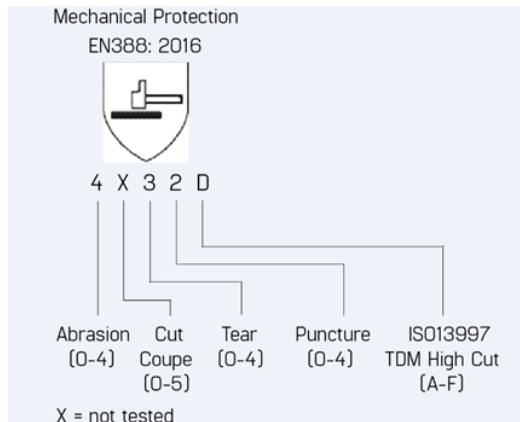 Mechanical Protection
EN388: 2016
4 X 3 2 D
Abrasion
(0-4)
Cut
Coupe
(0-5)
Tear
(0-4)
Puncture
(0-4)
ISO13997
TDM High Cut
(A-F)
X = not tested